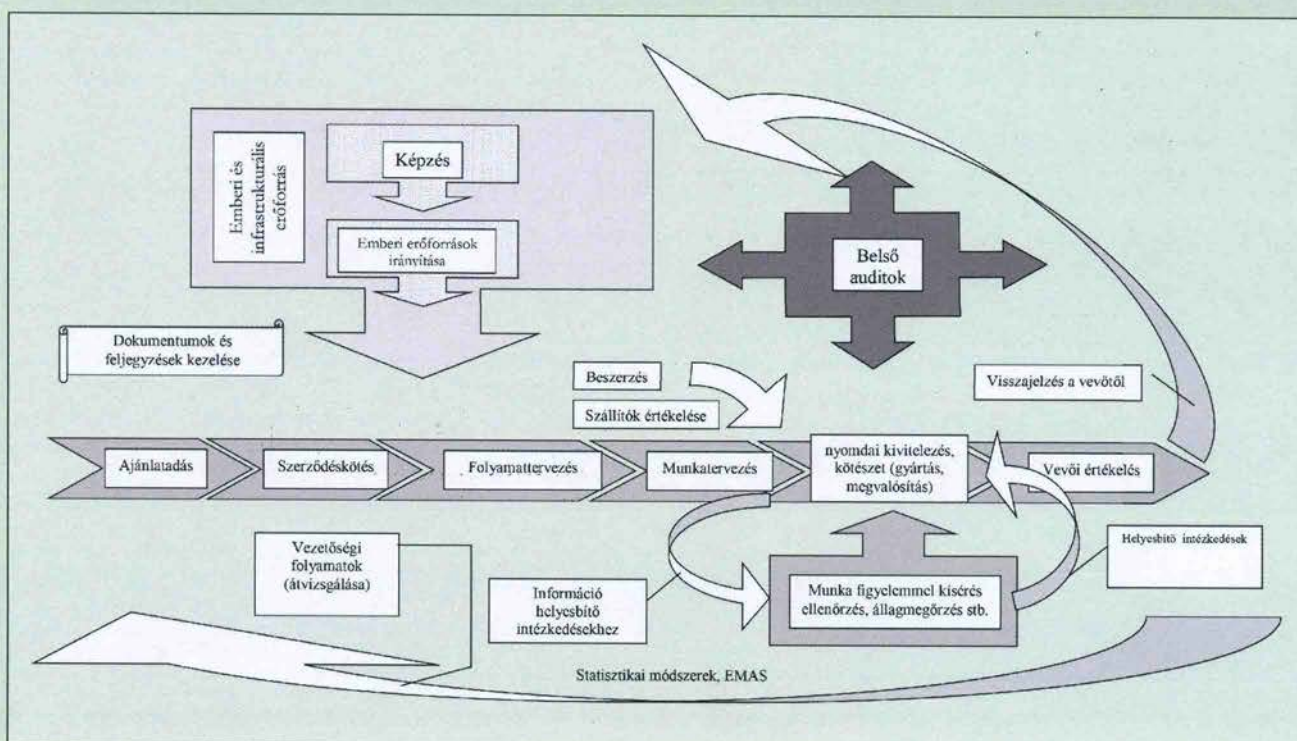 Emberi és
infrastrukturális
erőforrás
Képzés
Emberi erőforrások
irányítása
Belső
auditok
Dokumentumok és
feljegyzések kezelése
Beszerzés
Szállítók értékelése
Visszajelzés a vevőtől
Ajánlatadás
Szerződéskötés
Folyamattervezés
Munkatervezés
nyomdai kivitelezés,
kötészet (gyártás,
megvalósítás)
Vevői értékelés
Vezetőségi
folyamatok
(átvizsgálása)
Információ
helyesbítő
intézkedésekhez
Munka figyelemmel kísérés
ellenőrzés, állagmegőrzés stb.
Helyesbítő intézkedések
Statisztikai módszerek, EMAS